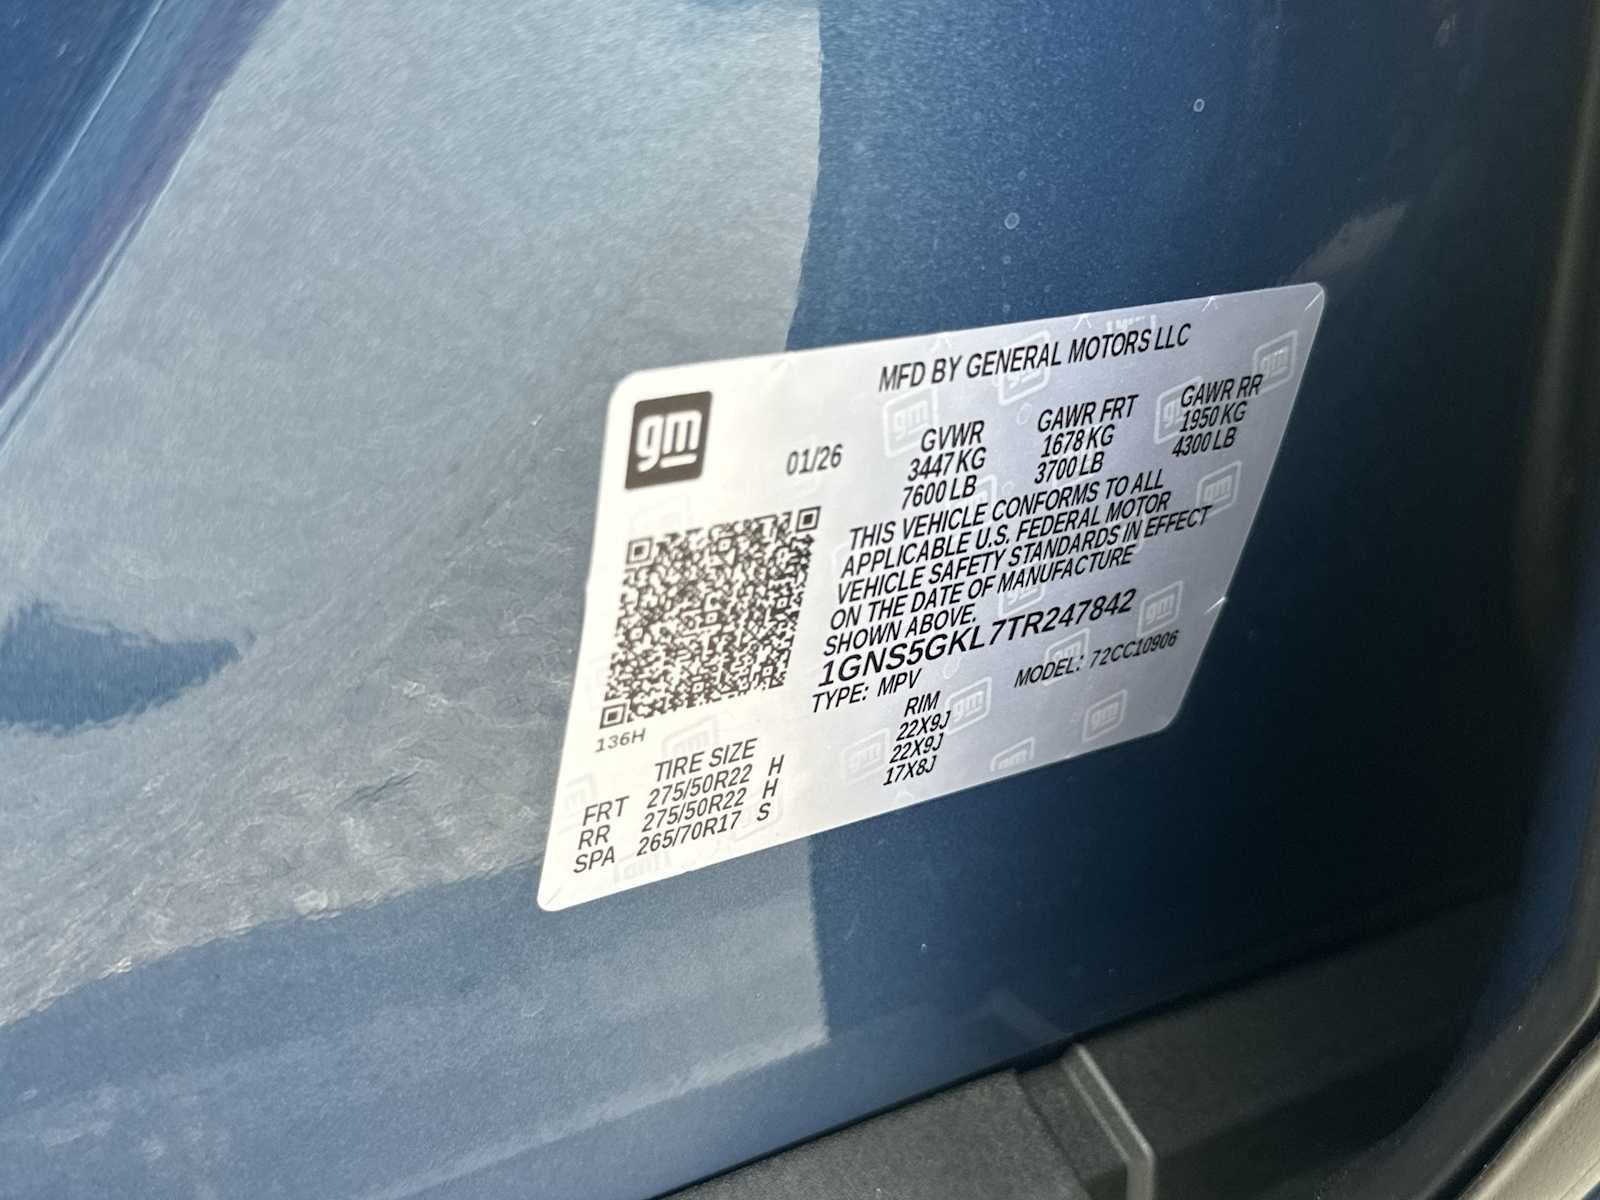 MFD BY GENERAL MOTORS LLC
gm
01/26
GVWR GAWR FRT GAWR RR
3447 KG 1678 KG 1950 KG
7600 LB 3700 LB 4300 LB
THIS VEHICLE CONFORMS TO ALL
APPLICABLE U.S. FEDERAL MOTOR
VEHICLE SAFETY STANDARDS IN EFFECT
ON THE DATE OF MANUFACTURE
SHOWN ABOVE.
1GNS5GKL7TR247842
TYPE: MPV MODEL: 72CC10906
136H
TIRE SIZE RIM
FRT 275/50R22 H 22X9J
RR 275/50R22 H 22X9J
SPA 265/70R17 S 17X8J